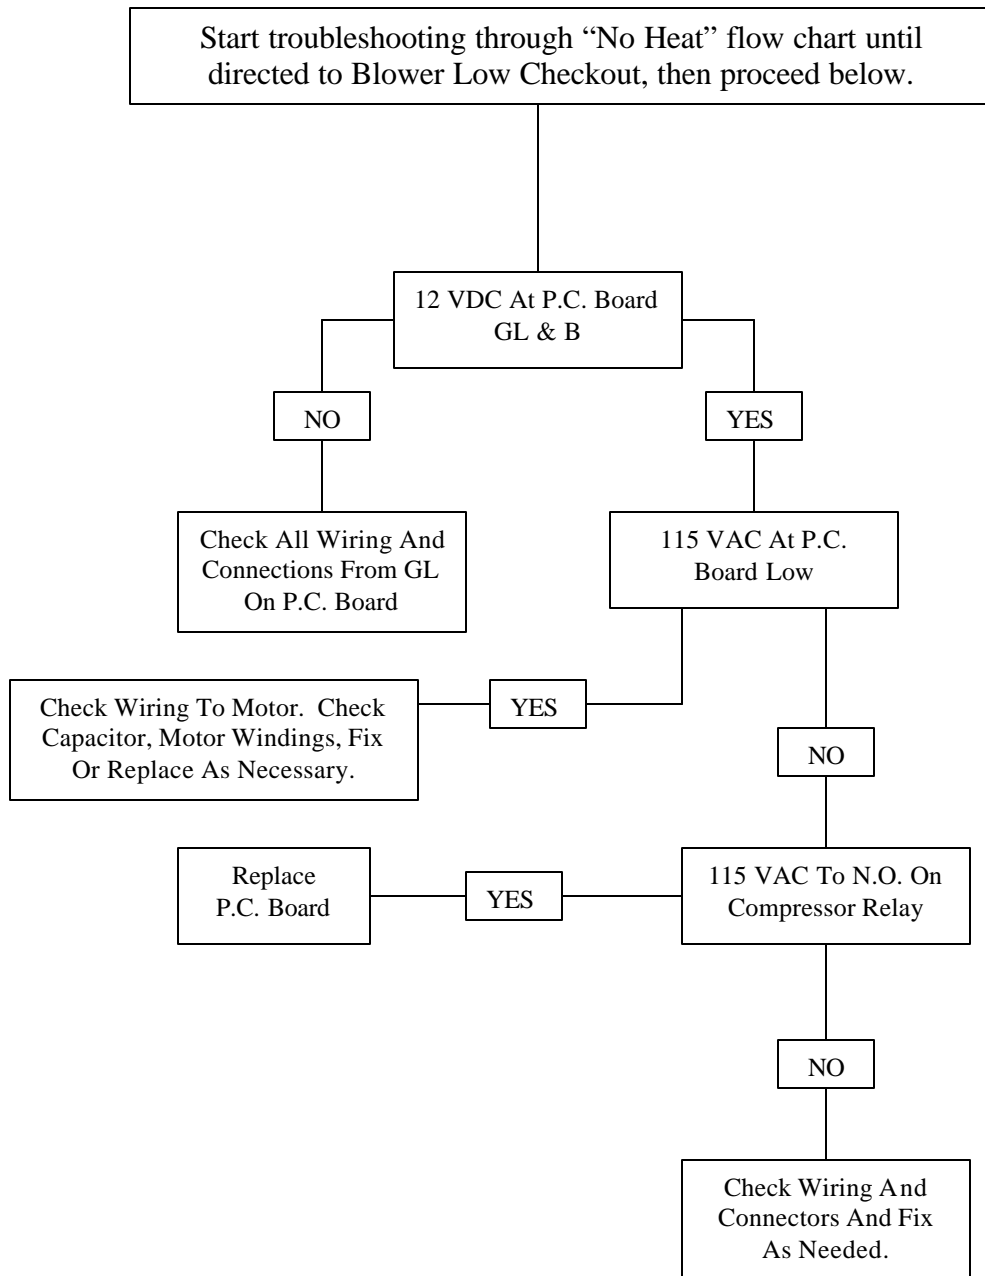 Start troubleshooting through “No Heat” flow chart until
directed to Blower Low Checkout, then proceed below.
12 VDC At P.C. Board
GL & B
NO
YES
Check All Wiring And
Connections From GL
On P.C. Board
115 VAC At P.C.
Board Low
Check Wiring To Motor. Check
Capacitor, Motor Windings, Fix
Or Replace As Necessary.
YES
NO
Replace
P.C. Board
YES
115 VAC To N.O. On
Compressor Relay
NO
Check Wiring And
Connectors And Fix
As Needed.